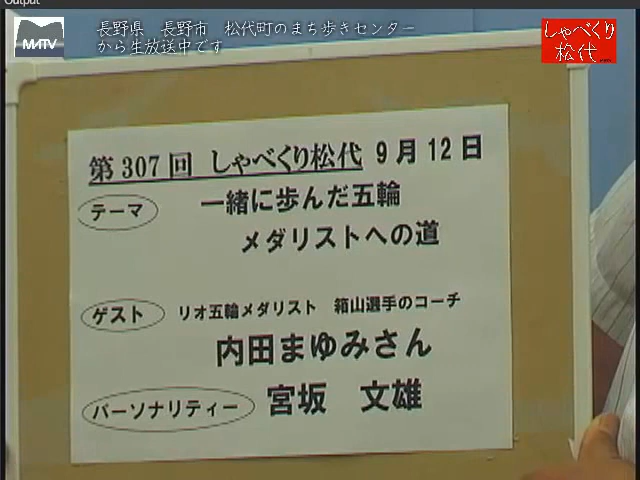 Output
MATV
長野県　長野市　松代町のまち歩きセンター
から生放送中です
しゃべくり
松代
第307回 しゃべくり松代 9月12日
テーマ
一緒に歩んだ五輪
メダリストへの道
ゲスト
リオ五輪メダリスト　箱山選手のコーチ
内田まゆみさん
パーソナリティー
宮坂　文雄